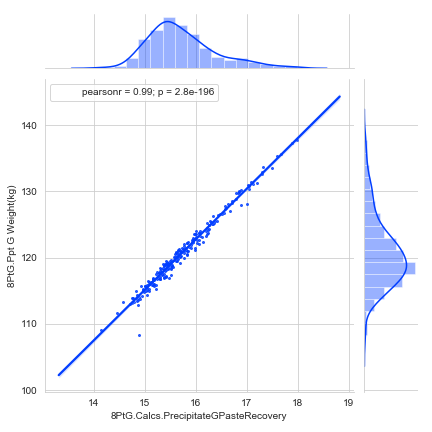 pearsonr = 0.99; p = 2.8e-196
140
130
120
110
100
8PtG.Ppt G Weight(kg)
14 15 16 17 18 19
8PtG.Calcs.PrecipitateGPasteRecovery